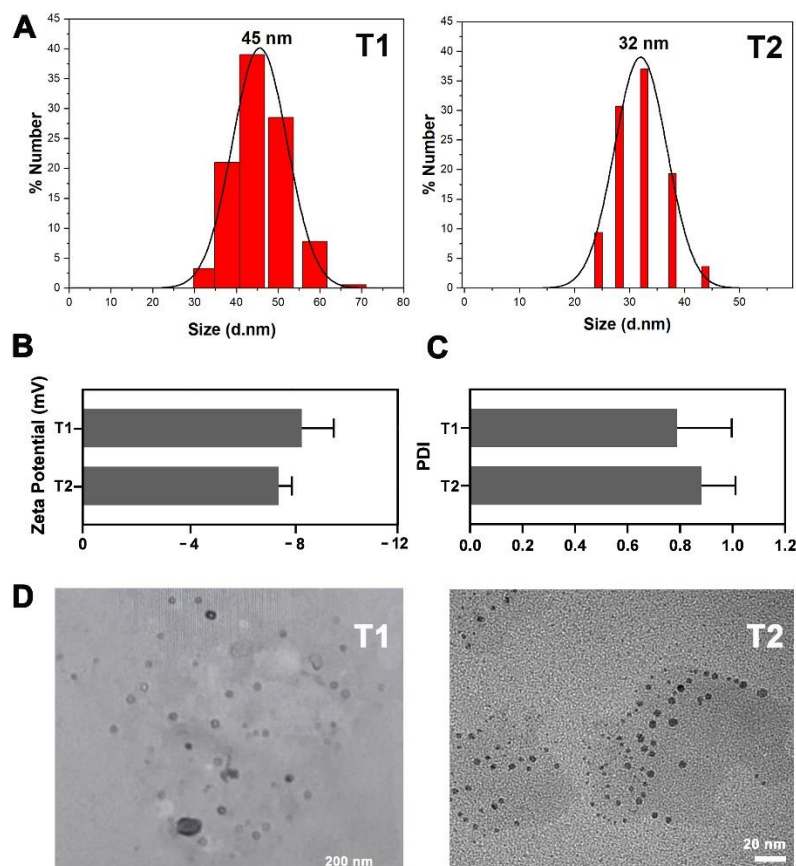 A
45 nm
T1
45
40
35
30
25
20
15
10
5
0
% Number
0 10 20 30 40 50 60 70 80
Size (d.nm)
32 nm
T2
45
40
35
30
25
20
15
10
5
0
% Number
0 10 20 30 40 50
Size (d.nm)
B
Zeta Potential (mV)
T1
T2
0 −4 −8 −12
C
PDI
T1
T2
0.0 0.2 0.4 0.6 0.8 1.0 1.2
D
T1
200 nm
T2
20 nm